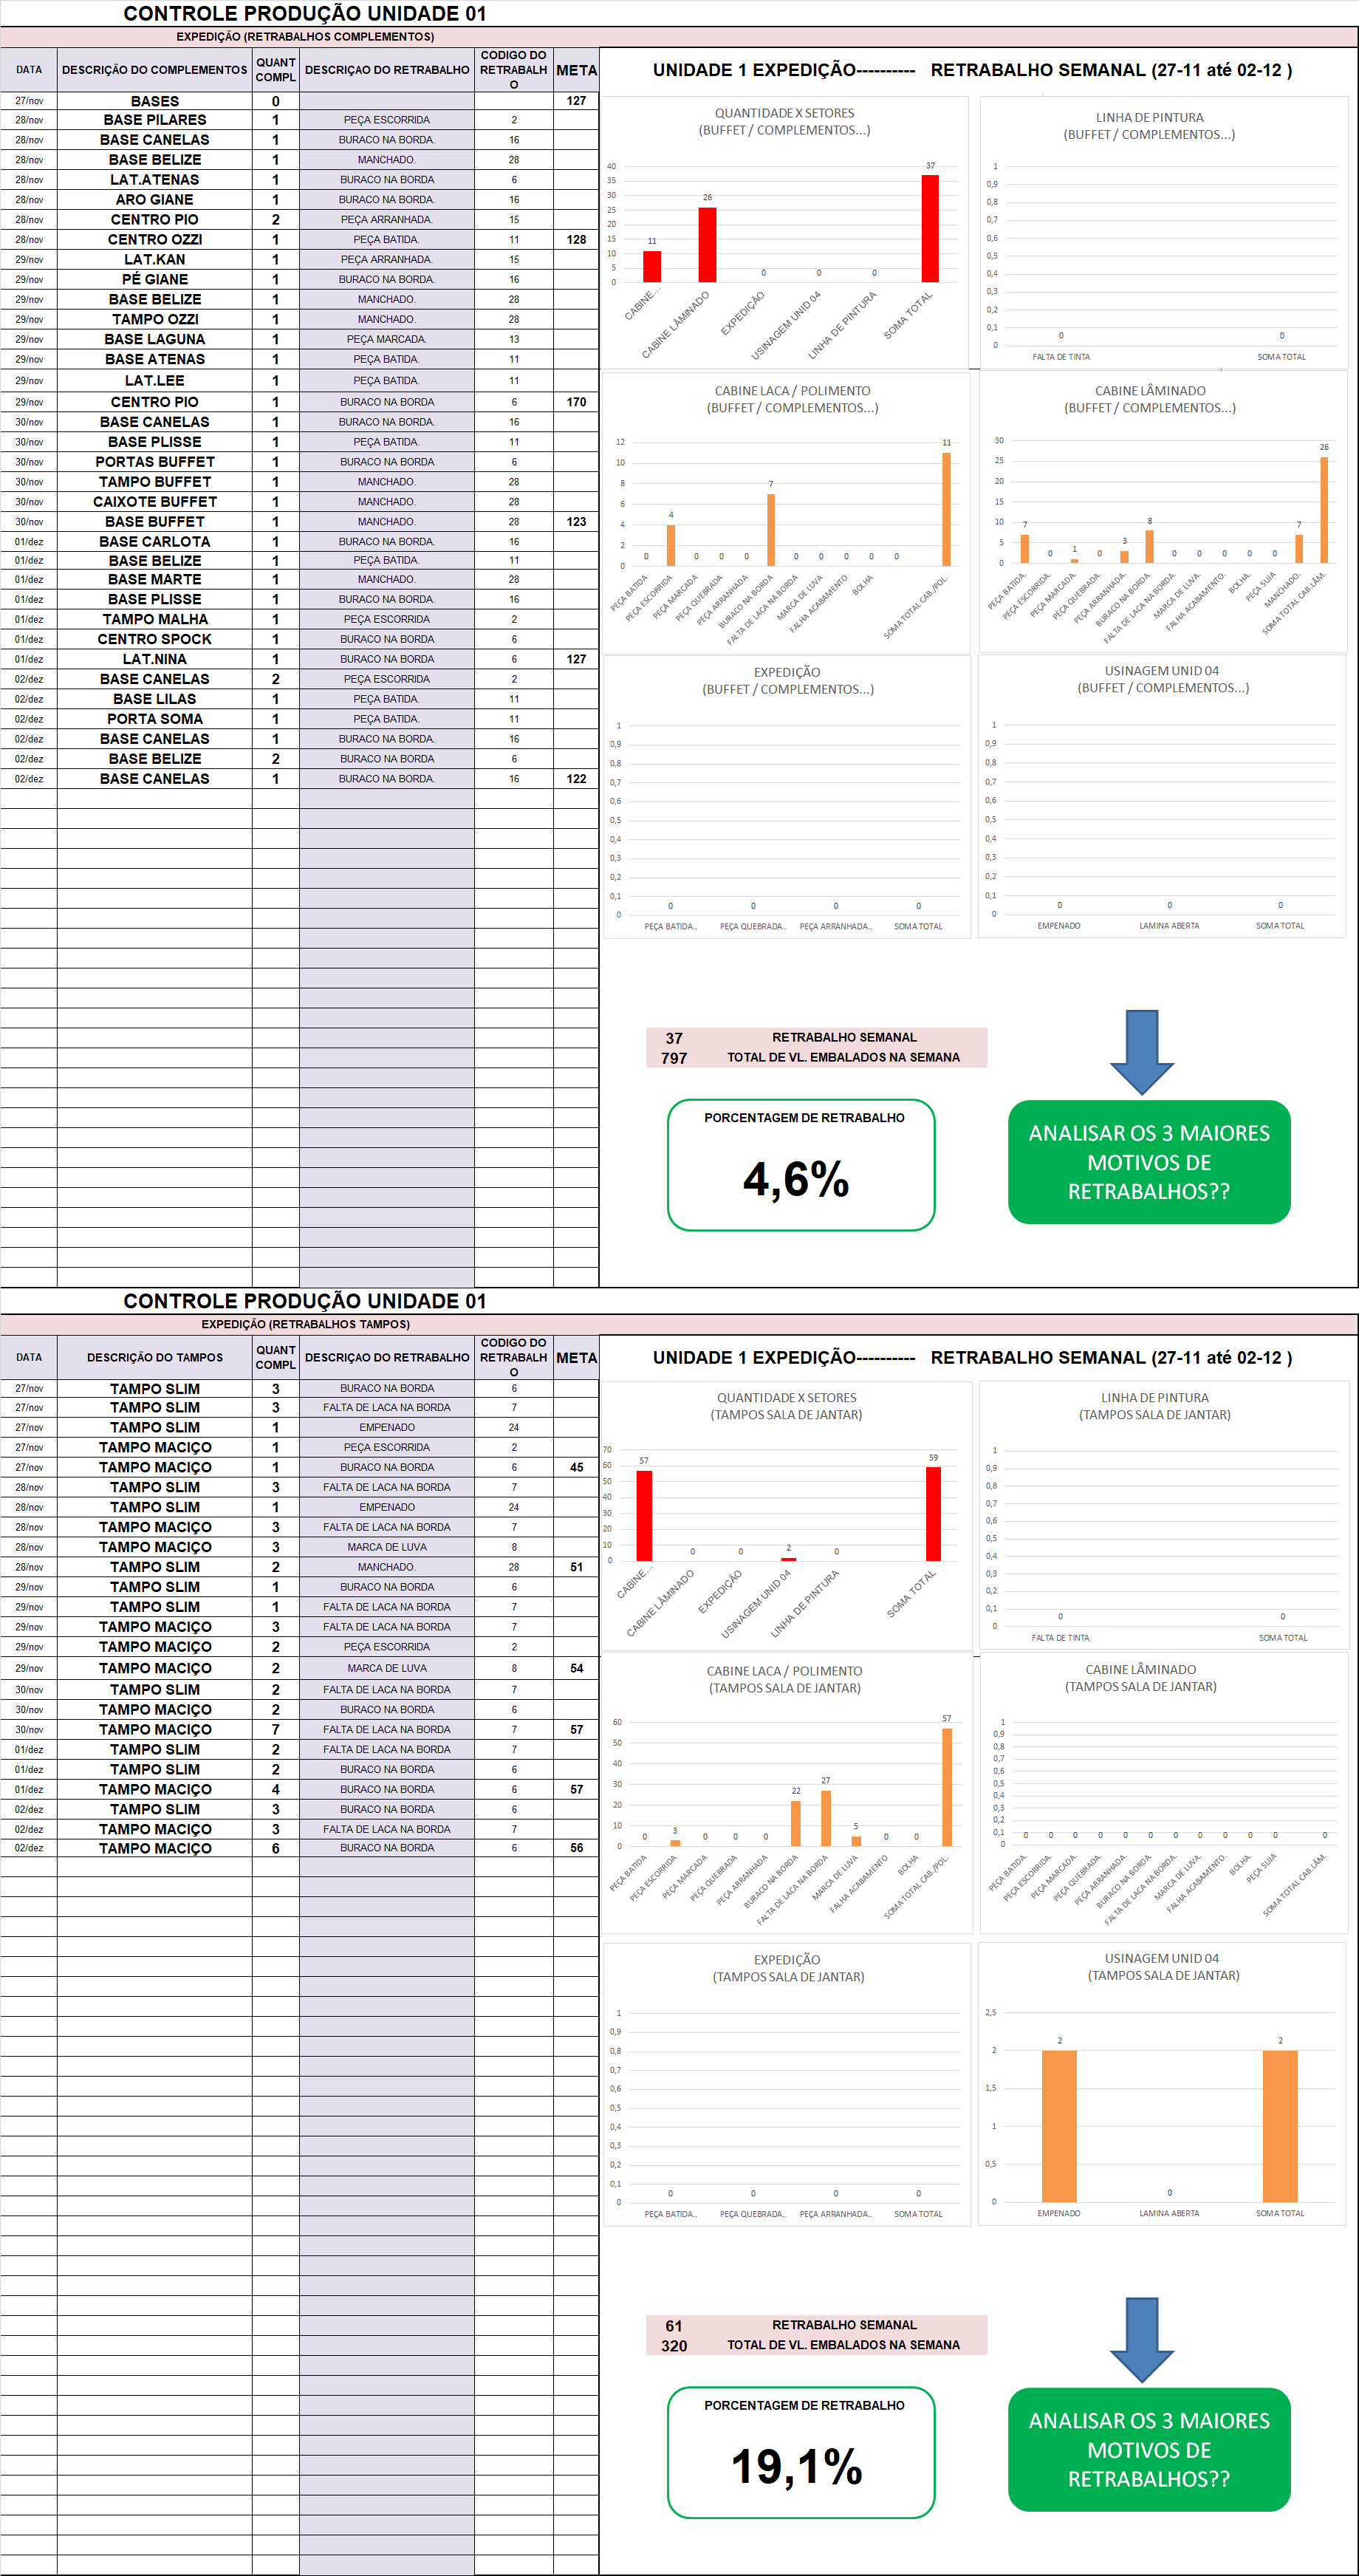 CONTROLE PRODUÇÃO UNIDADE 01
EXPEDIÇÃO (RETRABALHOS COMPLEMENTOS)
DATA DESCRIÇÃO DO COMPLEMENTOS QUANT COMPL DESCRIÇAO DO RETRABALHO CODIGO DO RETRABALHO META
27/nov BASES 0 127
28/nov BASE PILARES 1 PEÇA ESCORRIDA 2
28/nov BASE CANELAS 1 BURACO NA BORDA. 16
28/nov BASE BELIZE 1 MANCHADO. 28
28/nov LAT.ATENAS 1 BURACO NA BORDA 6
28/nov ARO GIANE 1 BURACO NA BORDA. 16
28/nov CENTRO PIO 2 PEÇA ARRANHADA. 15
28/nov CENTRO OZZI 1 PEÇA BATIDA. 11 128
29/nov LAT.KAN 1 PEÇA ARRANHADA. 15
29/nov PÉ GIANE 1 BURACO NA BORDA. 16
29/nov BASE BELIZE 1 MANCHADO. 28
29/nov TAMPO OZZI 1 MANCHADO. 28
29/nov BASE LAGUNA 1 PEÇA MARCADA. 13
29/nov BASE ATENAS 1 PEÇA BATIDA. 11
29/nov LAT.LEE 1 PEÇA BATIDA. 11
29/nov CENTRO PIO 1 BURACO NA BORDA 6 170
30/nov BASE CANELAS 1 BURACO NA BORDA. 16
30/nov BASE PLISSE 1 PEÇA BATIDA. 11
30/nov PORTAS BUFFET 1 BURACO NA BORDA 6
30/nov TAMPO BUFFET 1 MANCHADO. 28
30/nov CAIXOTE BUFFET 1 MANCHADO. 28
30/nov BASE BUFFET 1 MANCHADO. 28 123
01/dez BASE CARLOTA 1 BURACO NA BORDA. 16
01/dez BASE BELIZE 1 PEÇA BATIDA. 11
01/dez BASE MARTE 1 MANCHADO. 28
01/dez BASE PLISSE 1 BURACO NA BORDA. 16
01/dez TAMPO MALHA 1 PEÇA ESCORRIDA 2
01/dez CENTRO SPOCK 1 BURACO NA BORDA 6
01/dez LAT.NINA 1 BURACO NA BORDA 6 127
02/dez BASE CANELAS 2 PEÇA ESCORRIDA 2
02/dez BASE LILAS 1 PEÇA BATIDA. 11
02/dez PORTA SOMA 1 PEÇA BATIDA. 11
02/dez BASE CANELAS 1 BURACO NA BORDA. 16
02/dez BASE BELIZE 2 BURACO NA BORDA 6
02/dez BASE CANELAS 1 BURACO NA BORDA. 16 122
UNIDADE 1 EXPEDIÇÃO---------- RETRABALHO SEMANAL (27-11 até 02-12 )
QUANTIDADE X SETORES
(BUFFET / COMPLEMENTOS...)
40
35
30
25
20
15
10
5
0
11 26 0 0 0 37
CABINE... CABINE LÂMINADO EXPEDIÇÃO USINAGEM UNID 04 LINHA DE PINTURA SOMA TOTAL
LINHA DE PINTURA
(BUFFET / COMPLEMENTOS...)
1
0,9
0,8
0,7
0,6
0,5
0,4
0,3
0,2
0,1
0
0 0
FALTA DE TINTA SOMA TOTAL
CABINE LACA / POLIMENTO
(BUFFET / COMPLEMENTOS...)
12
10
8
6
4
2
0
0 4 0 0 0 7 0 0 0 0 0 11
PEÇA BATIDA PEÇA ESCORRIDA PEÇA MARCADA PEÇA QUEBRADA PEÇA ARRANHADA BURACO NA BORDA FALTA DE LACA NA BORDA MARCA DE LUVA FALHA ACABAMENTO BOLHA SOMA TOTAL CAB./POL.
CABINE LÂMINADO
(BUFFET / COMPLEMENTOS...)
30
25
20
15
10
5
0
7 0 1 0 3 8 0 0 0 0 0 7 26
PEÇA BATIDA. PEÇA ESCORRIDA. PEÇA MARCADA. PEÇA QUEBRADA. PEÇA ARRANHADA. BURACO NA BORDA. FALTA DE LACA NA BORDA. MARCA DE LUVA. FALHA ACABAMENTO. BOLHA. PEÇA SUJA MANCHADO. SOMA TOTAL CAB.LÂM.
EXPEDIÇÃO
(BUFFET / COMPLEMENTOS...)
1
0,9
0,8
0,7
0,6
0,5
0,4
0,3
0,2
0,1
0
0 0 0 0
PEÇA BATIDA.. PEÇA QUEBRADA.. PEÇA ARRANHADA.. SOMA TOTAL
USINAGEM UNID 04
(BUFFET / COMPLEMENTOS...)
1
0,9
0,8
0,7
0,6
0,5
0,4
0,3
0,2
0,1
0
0 0 0
EMPENADO LAMINA ABERTA SOMA TOTAL
37 RETRABALHO SEMANAL
797 TOTAL DE VL. EMBALADOS NA SEMANA
PORCENTAGEM DE RETRABALHO
4,6%
ANALISAR OS 3 MAIORES
MOTIVOS DE
RETRABALHOS??
CONTROLE PRODUÇÃO UNIDADE 01
EXPEDIÇÃO (RETRABALHOS TAMPOS)
DATA DESCRIÇÃO DO TAMPOS QUANT COMPL DESCRIÇAO DO RETRABALHO CODIGO DO RETRABALHO META
27/nov TAMPO SLIM 3 BURACO NA BORDA 6
27/nov TAMPO SLIM 3 FALTA DE LACA NA BORDA 7
27/nov TAMPO SLIM 1 EMPENADO 24
27/nov TAMPO MACIÇO 1 PEÇA ESCORRIDA 2
27/nov TAMPO MACIÇO 1 BURACO NA BORDA 6 45
28/nov TAMPO SLIM 3 FALTA DE LACA NA BORDA 7
28/nov TAMPO SLIM 1 EMPENADO 24
28/nov TAMPO MACIÇO 3 FALTA DE LACA NA BORDA 7
28/nov TAMPO MACIÇO 3 MARCA DE LUVA 8
28/nov TAMPO SLIM 2 MANCHADO. 28 51
29/nov TAMPO SLIM 1 BURACO NA BORDA 6
29/nov TAMPO SLIM 1 FALTA DE LACA NA BORDA 7
29/nov TAMPO MACIÇO 3 FALTA DE LACA NA BORDA 7
29/nov TAMPO MACIÇO 2 PEÇA ESCORRIDA 2
29/nov TAMPO MACIÇO 2 MARCA DE LUVA 8 54
30/nov TAMPO SLIM 2 FALTA DE LACA NA BORDA 7
30/nov TAMPO MACIÇO 2 BURACO NA BORDA 6
30/nov TAMPO MACIÇO 7 FALTA DE LACA NA BORDA 7 57
01/dez TAMPO SLIM 2 FALTA DE LACA NA BORDA 7
01/dez TAMPO SLIM 2 BURACO NA BORDA 6
01/dez TAMPO MACIÇO 4 BURACO NA BORDA 6 57
02/dez TAMPO SLIM 3 BURACO NA BORDA 6
02/dez TAMPO MACIÇO 3 FALTA DE LACA NA BORDA 7
02/dez TAMPO MACIÇO 6 BURACO NA BORDA 6 56
UNIDADE 1 EXPEDIÇÃO---------- RETRABALHO SEMANAL (27-11 até 02-12 )
QUANTIDADE X SETORES
(TAMPOS SALA DE JANTAR)
70
60
50
40
30
20
10
0
57 0 0 2 0 59
CABINE... CABINE LÂMINADO EXPEDIÇÃO USINAGEM UNID 04 LINHA DE PINTURA SOMA TOTAL
LINHA DE PINTURA
(TAMPOS SALA DE JANTAR)
1
0,9
0,8
0,7
0,6
0,5
0,4
0,3
0,2
0,1
0
0 0
FALTA DE TINTA SOMA TOTAL
CABINE LACA / POLIMENTO
(TAMPOS SALA DE JANTAR)
60
50
40
30
20
10
0
0 3 0 0 0 22 27 5 0 0 57
PEÇA BATIDA PEÇA ESCORRIDA PEÇA MARCADA PEÇA QUEBRADA PEÇA ARRANHADA BURACO NA BORDA FALTA DE LACA NA BORDA MARCA DE LUVA FALHA ACABAMENTO BOLHA SOMA TOTAL CAB./POL.
CABINE LÂMINADO
(TAMPOS SALA DE JANTAR)
1
0,9
0,8
0,7
0,6
0,5
0,4
0,3
0,2
0,1
0
0 0 0 0 0 0 0 0 0 0 0 0
PEÇA BATIDA. PEÇA ESCORRIDA. PEÇA MARCADA. PEÇA QUEBRADA. PEÇA ARRANHADA. BURACO NA BORDA. FALTA DE LACA NA BORDA. MARCA DE LUVA. FALHA ACABAMENTO. BOLHA. PEÇA SUJA SOMA TOTAL CAB.LÂM.
EXPEDIÇÃO
(TAMPOS SALA DE JANTAR)
1
0,9
0,8
0,7
0,6
0,5
0,4
0,3
0,2
0,1
0
0 0 0 0
PEÇA BATIDA.. PEÇA QUEBRADA.. PEÇA ARRANHADA.. SOMA TOTAL
USINAGEM UNID 04
(TAMPOS SALA DE JANTAR)
2,5
2
1,5
1
0,5
0
2 0 2
EMPENADO LAMINA ABERTA SOMA TOTAL
61 RETRABALHO SEMANAL
320 TOTAL DE VL. EMBALADOS NA SEMANA
PORCENTAGEM DE RETRABALHO
19,1%
ANALISAR OS 3 MAIORES
MOTIVOS DE
RETRABALHOS??